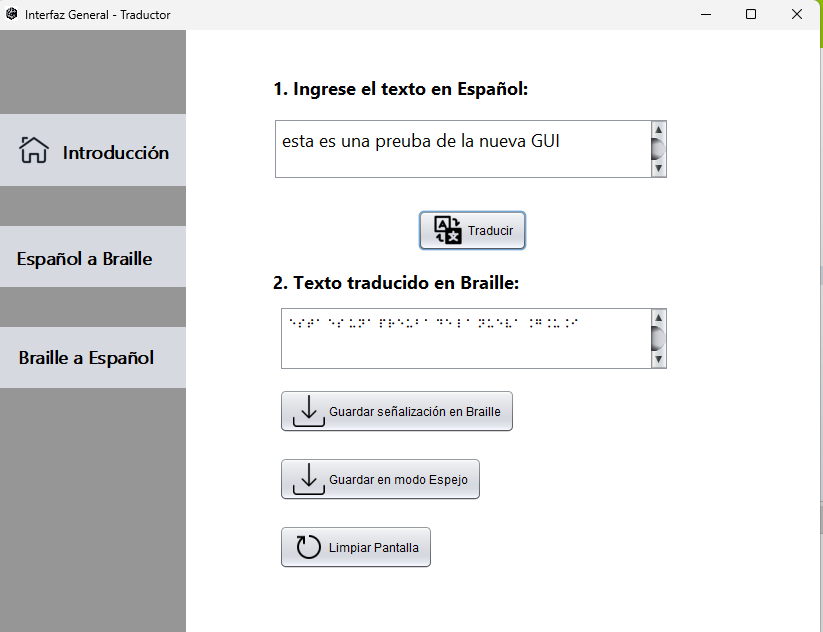 Interfaz General - Traductor
1. Ingrese el texto en Español:
esta es una preuba de la nueva GUI
Introducción
Traducir
Español a Braille
2. Texto traducido en Braille:
⠑⠎⠞⠁ ⠑⠎ ⠥⠝⠁ ⠏⠗⠑⠥⠃⠁ ⠙⠑ ⠇⠁ ⠝⠥⠑⠧⠁ ⠨⠛⠨⠥⠨⠊
Braille a Español
Guardar señalización en Braille
Guardar en modo Espejo
Limpiar Pantalla